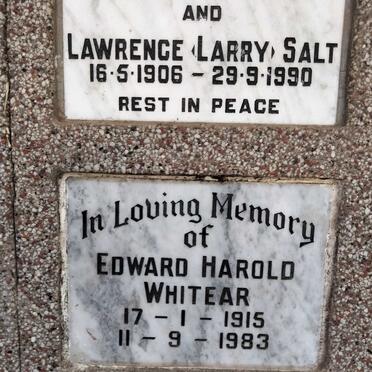 AND
LAWRENCE (LARRY) SALT
16·5·1906 – 29·9·1990
REST IN PEACE
In Loving Memory
of
EDWARD HAROLD
WHITEAR
17 – 1 – 1915
11 – 9 – 1983